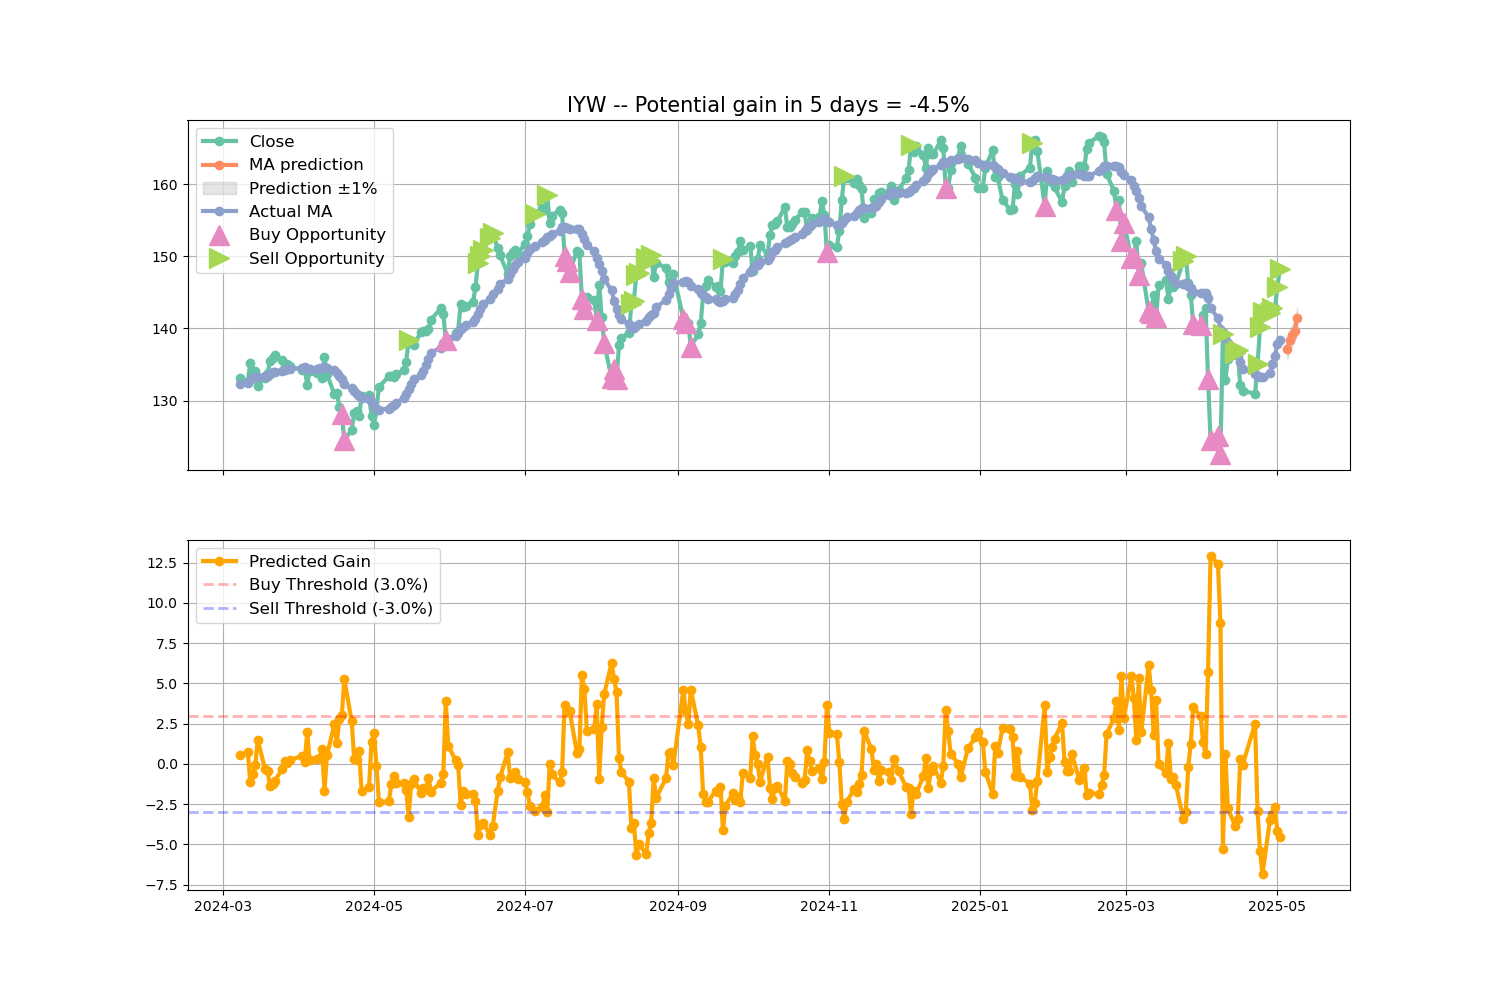 IYW -- Potential gain in 5 days = -4.5%
Close
MA prediction
Prediction ±1%
Actual MA
Buy Opportunity
Sell Opportunity
160
150
140
130
Predicted Gain
Buy Threshold (3.0%)
Sell Threshold (-3.0%)
12.5
10.0
7.5
5.0
2.5
0.0
−2.5
−5.0
−7.5
2024-03 2024-05 2024-07 2024-09 2024-11 2025-01 2025-03 2025-05